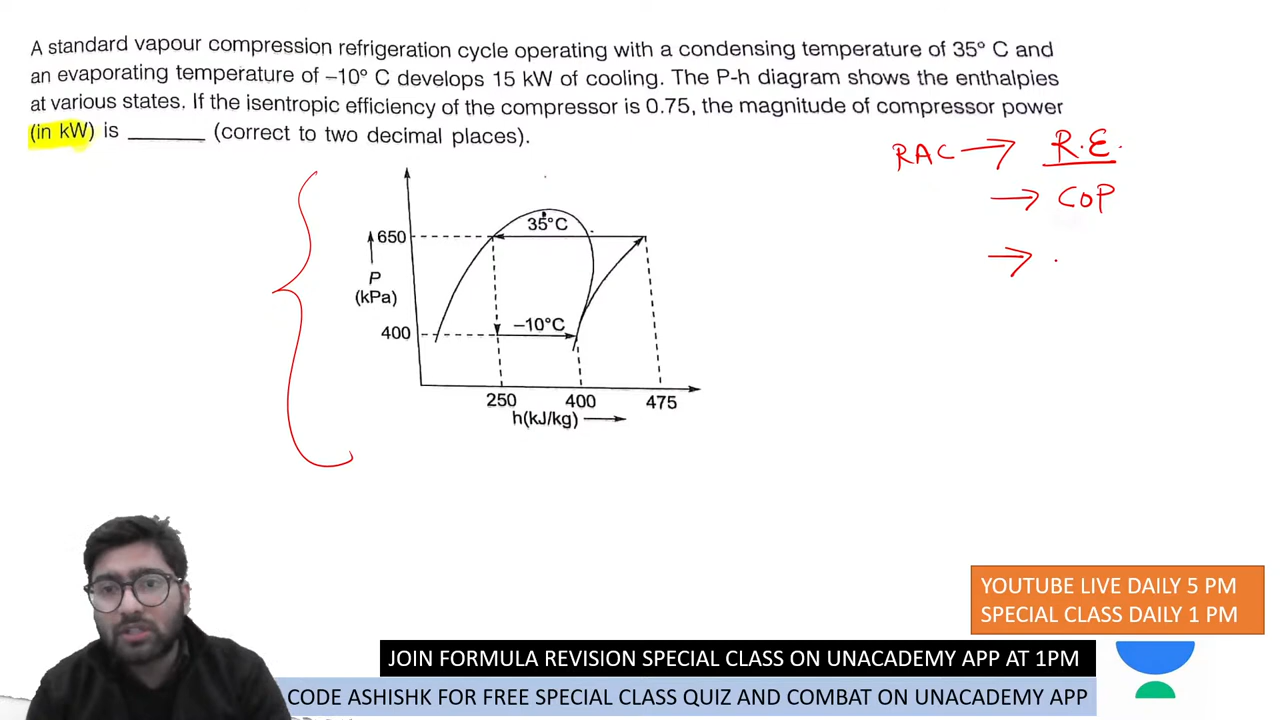 A standard vapour compression refrigeration cycle operating with a condensing temperature of 35° C and
an evaporating temperature of –10° C develops 15 kW of cooling. The P-h diagram shows the enthalpies
at various states. If the isentropic efficiency of the compressor is 0.75, the magnitude of compressor power
(in kW) is ________ (correct to two decimal places).
RAC → R.E.
→ COP
→
35°C
650
P
(kPa)
–10°C
400
250 400 475
h(kJ/kg)
YOUTUBE LIVE DAILY 5 PM
SPECIAL CLASS DAILY 1 PM
JOIN FORMULA REVISION SPECIAL CLASS ON UNACADEMY APP AT 1PM
CODE ASHISHK FOR FREE SPECIAL CLASS QUIZ AND COMBAT ON UNACADEMY APP